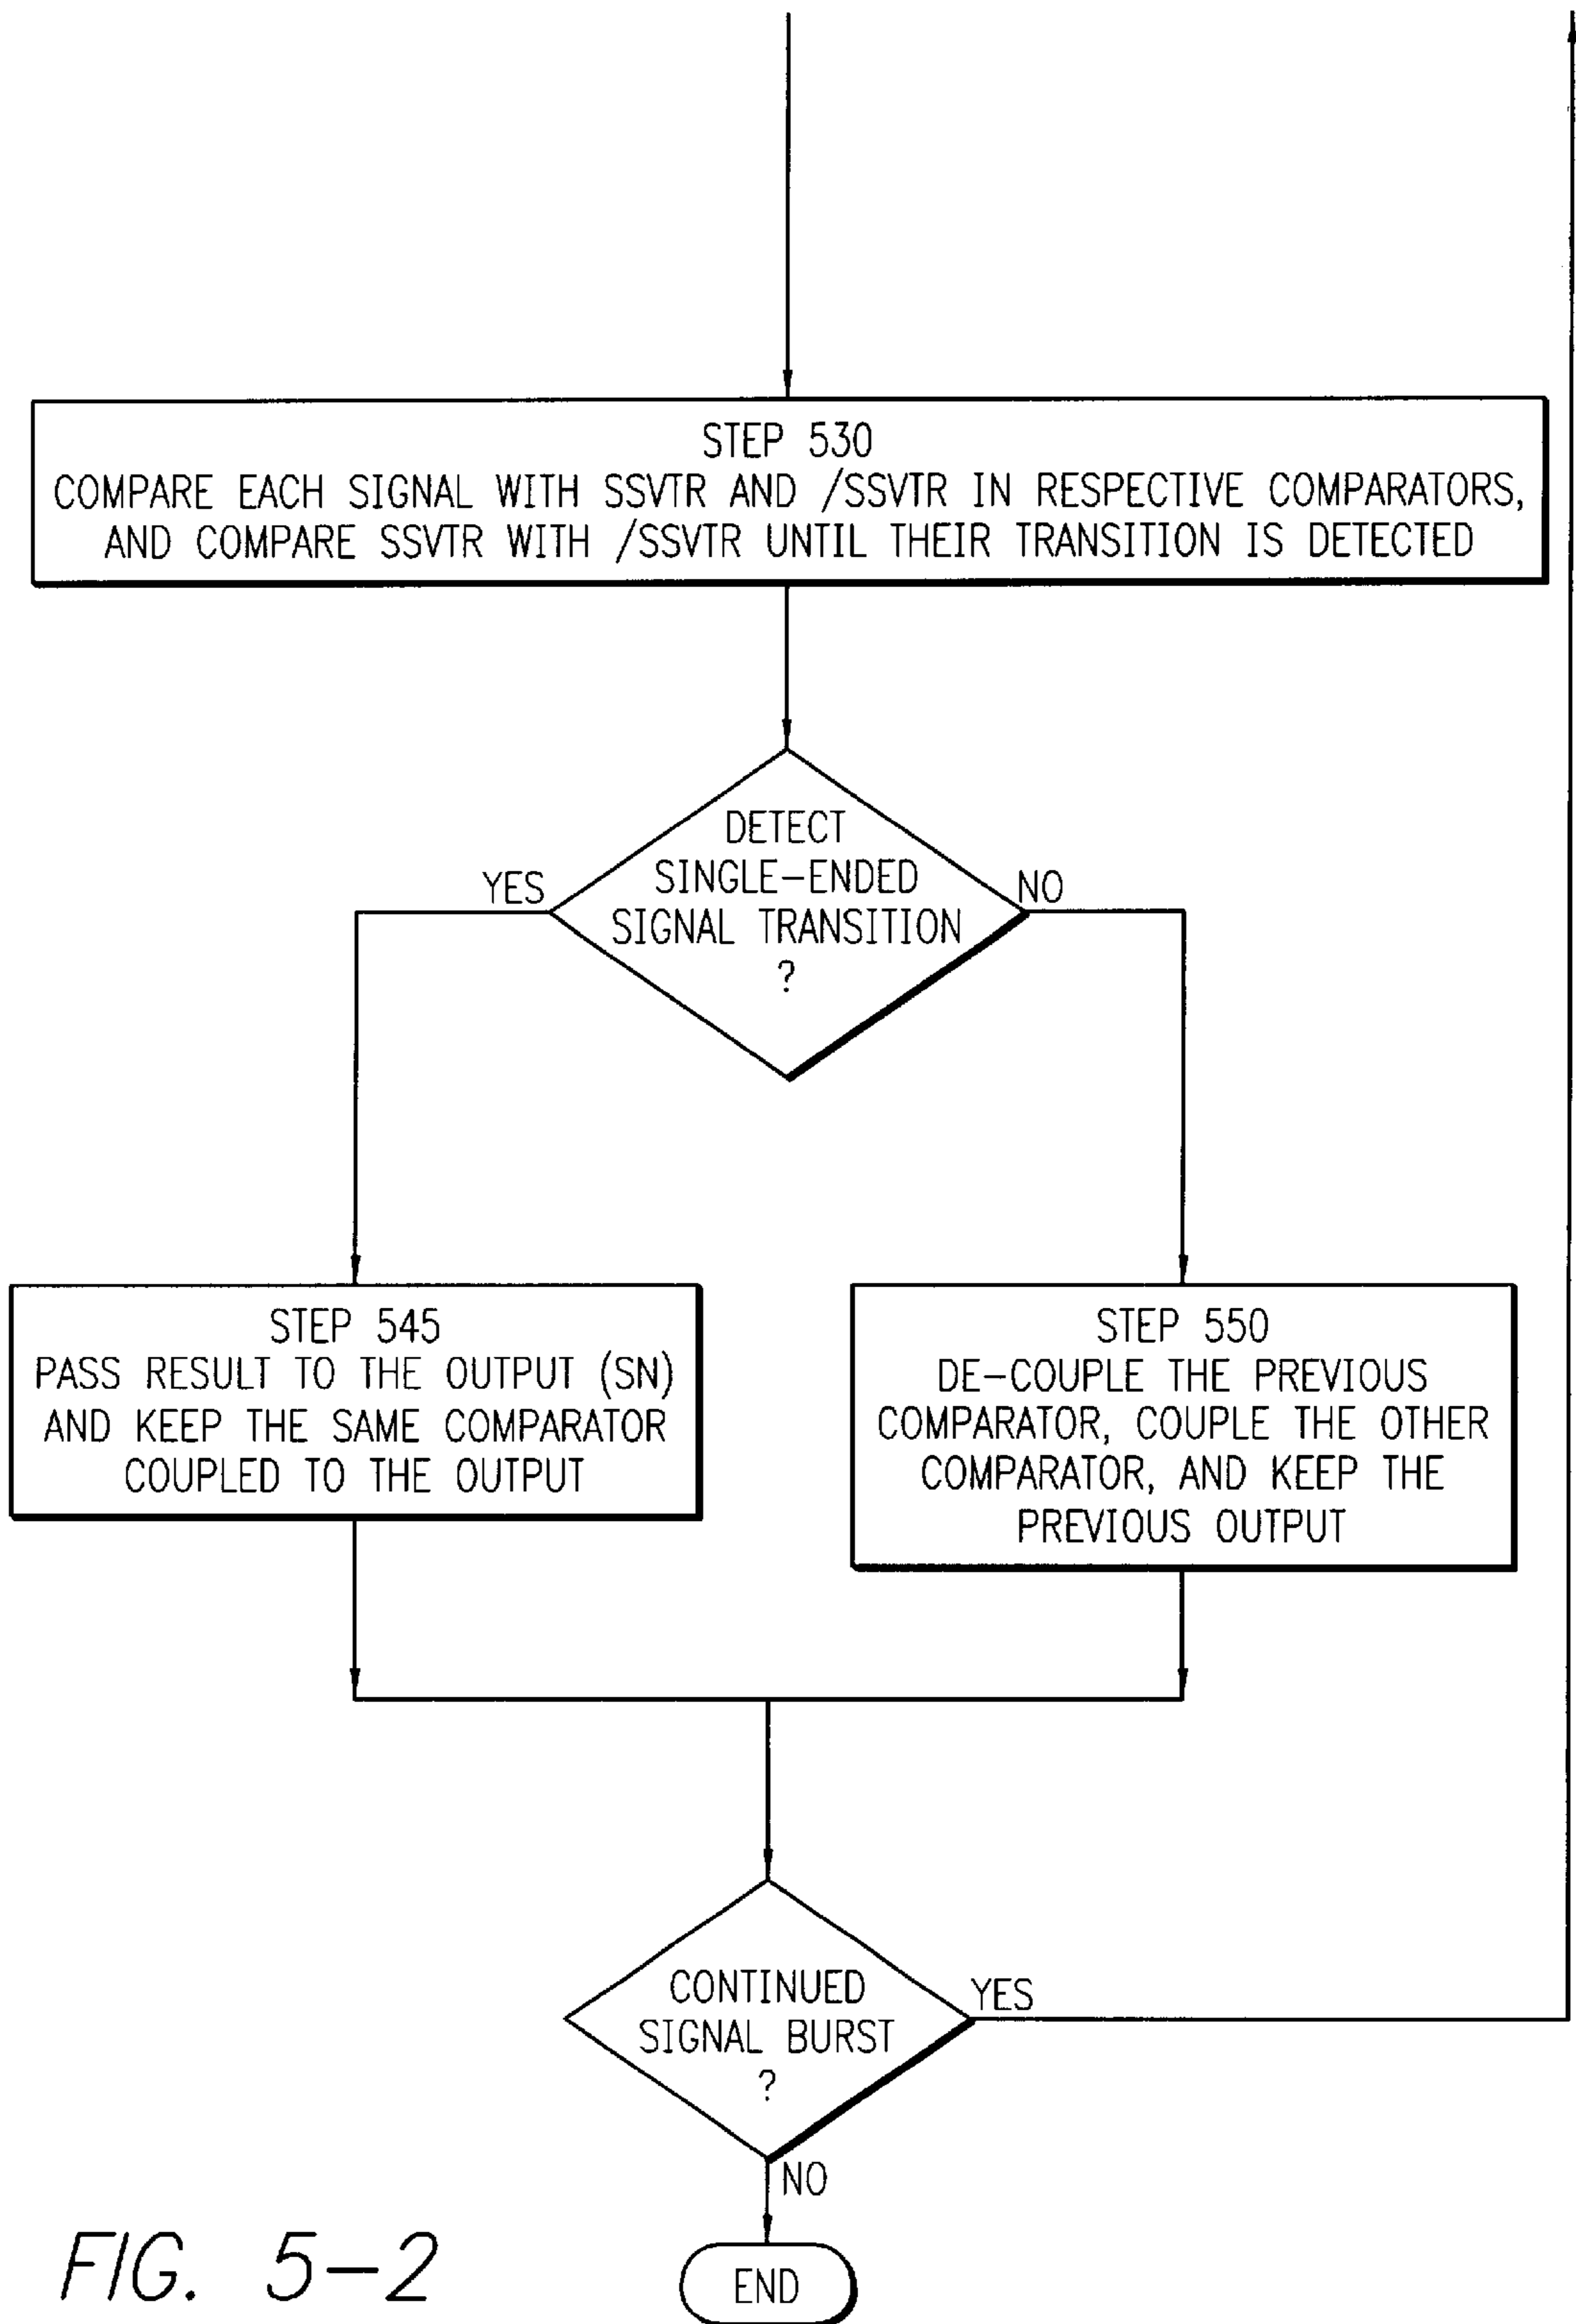 STEP 530
COMPARE EACH SIGNAL WITH SSVTR AND /SSVTR IN RESPECTIVE COMPARATORS,
AND COMPARE SSVTR WITH /SSVTR UNTIL THEIR TRANSITION IS DETECTED
DETECT
SINGLE-ENDED
SIGNAL TRANSITION
?
YES
NO
STEP 545
PASS RESULT TO THE OUTPUT (SN)
AND KEEP THE SAME COMPARATOR
COUPLED TO THE OUTPUT
STEP 550
DE-COUPLE THE PREVIOUS
COMPARATOR, COUPLE THE OTHER
COMPARATOR, AND KEEP THE
PREVIOUS OUTPUT
CONTINUED
SIGNAL BURST
?
YES
NO
END
FIG. 5-2